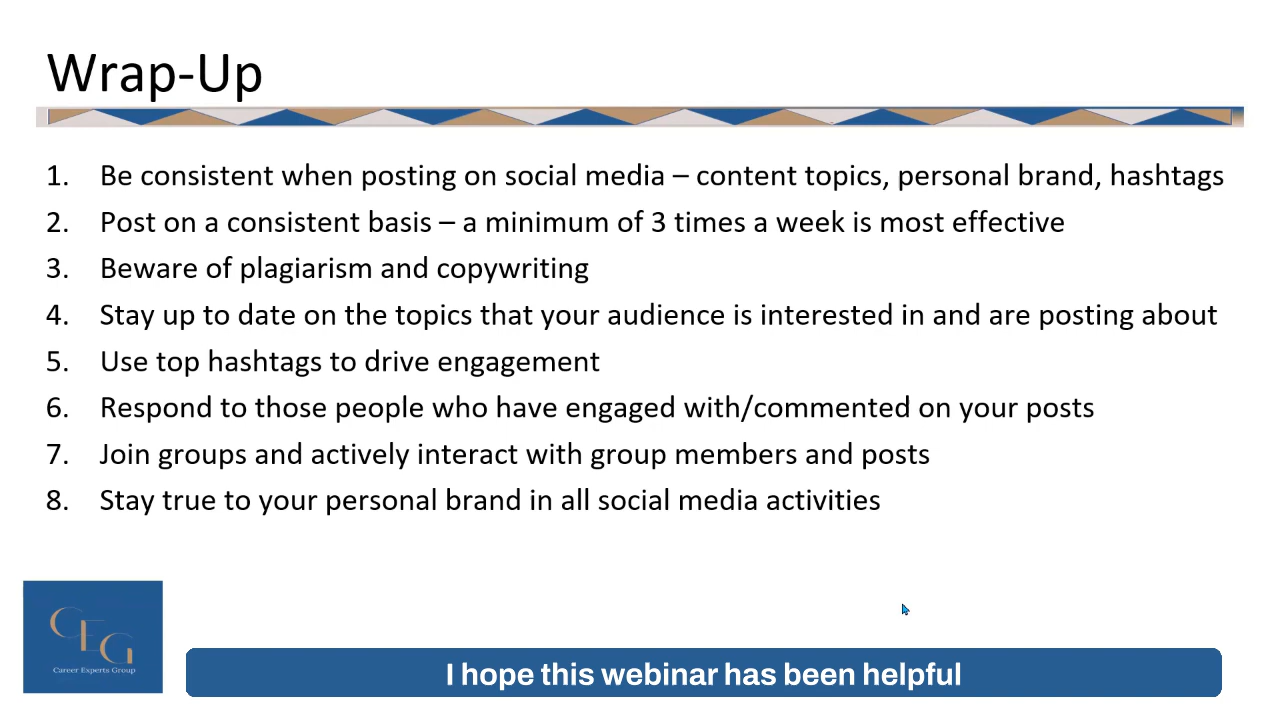 Wrap-Up
1. Be consistent when posting on social media – content topics, personal brand, hashtags
2. Post on a consistent basis – a minimum of 3 times a week is most effective
3. Beware of plagiarism and copywriting
4. Stay up to date on the topics that your audience is interested in and are posting about
5. Use top hashtags to drive engagement
6. Respond to those people who have engaged with/commented on your posts
7. Join groups and actively interact with group members and posts
8. Stay true to your personal brand in all social media activities
CEG
Career Experts Group
I hope this webinar has been helpful